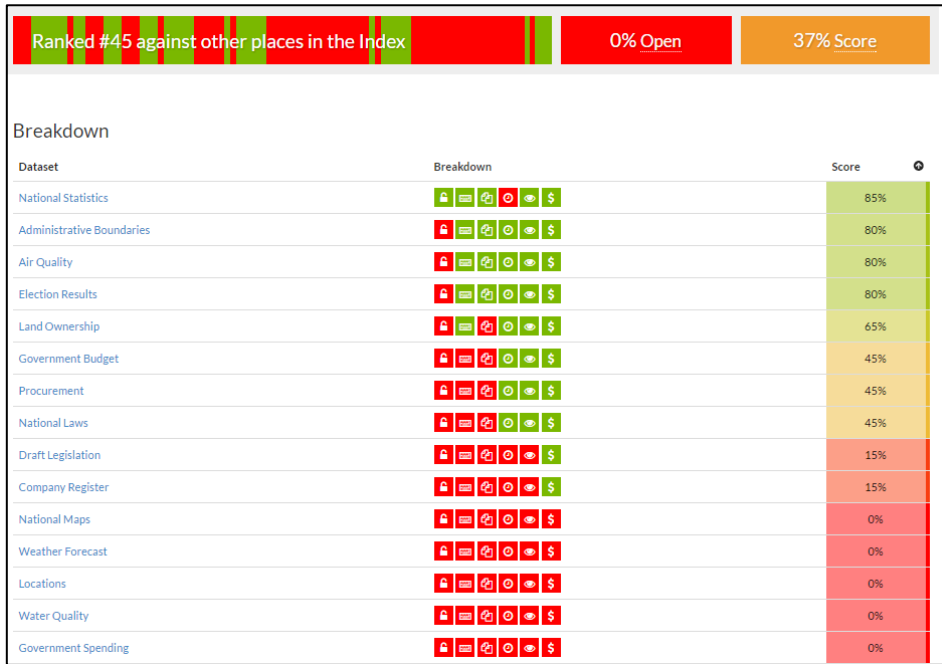 Ranked #45 against other places in the Index 0% Open 37% Score
Breakdown
Dataset Breakdown Score
National Statistics $ 85%
Administrative Boundaries $ 80%
Air Quality $ 80%
Election Results $ 80%
Land Ownership $ 65%
Government Budget $ 45%
Procurement $ 45%
National Laws $ 45%
Draft Legislation $ 15%
Company Register $ 15%
National Maps $ 0%
Weather Forecast $ 0%
Locations $ 0%
Water Quality $ 0%
Government Spending $ 0%